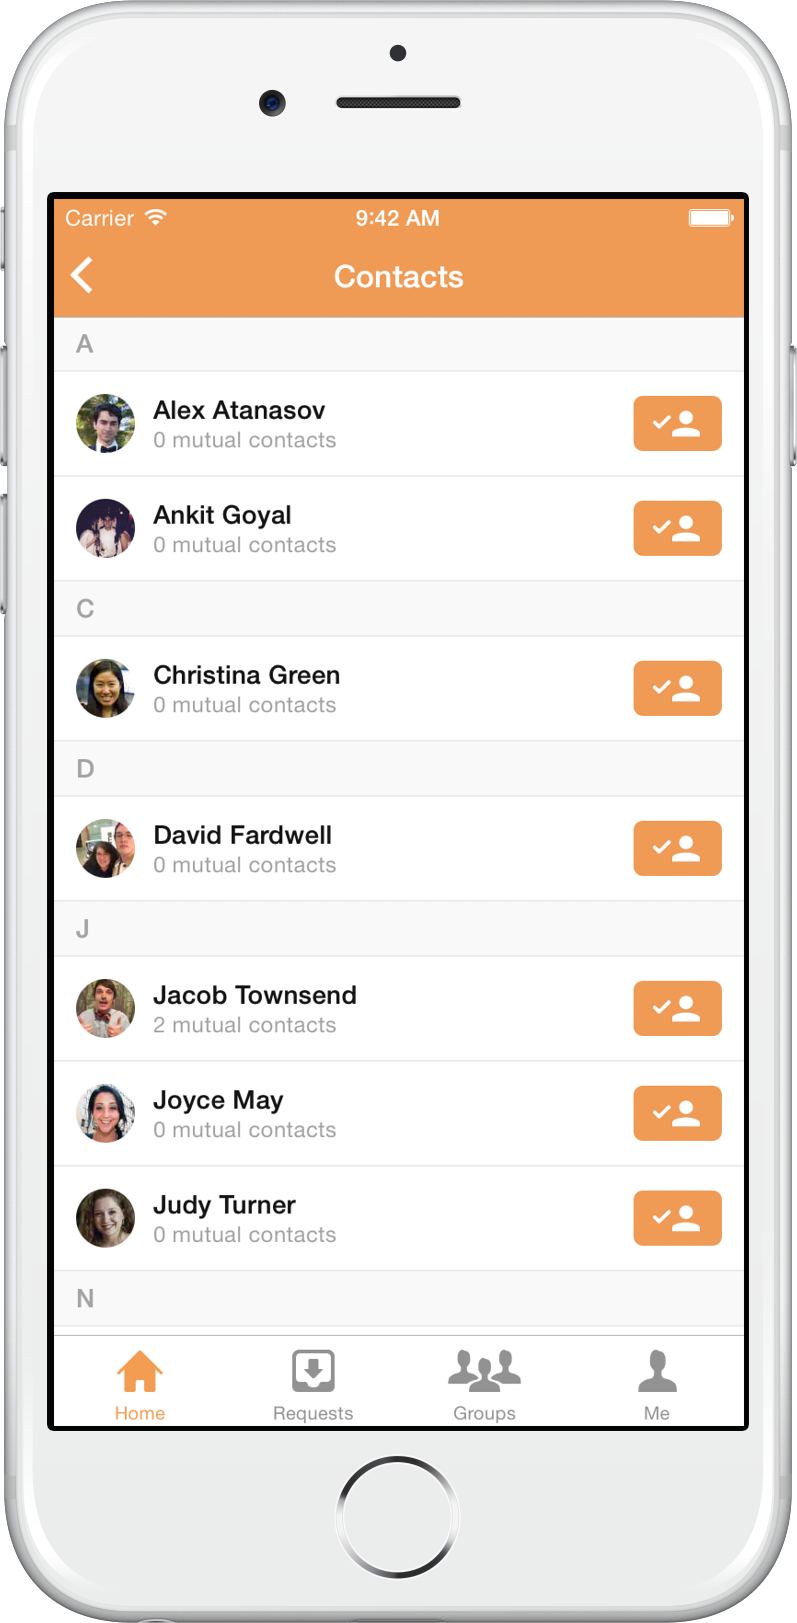 Carrier 9:42 AM
Contacts
A
Alex Atanasov
0 mutual contacts
Ankit Goyal
0 mutual contacts
C
Christina Green
0 mutual contacts
D
David Fardwell
0 mutual contacts
J
Jacob Townsend
2 mutual contacts
Joyce May
0 mutual contacts
Judy Turner
0 mutual contacts
N
Home Requests Groups Me